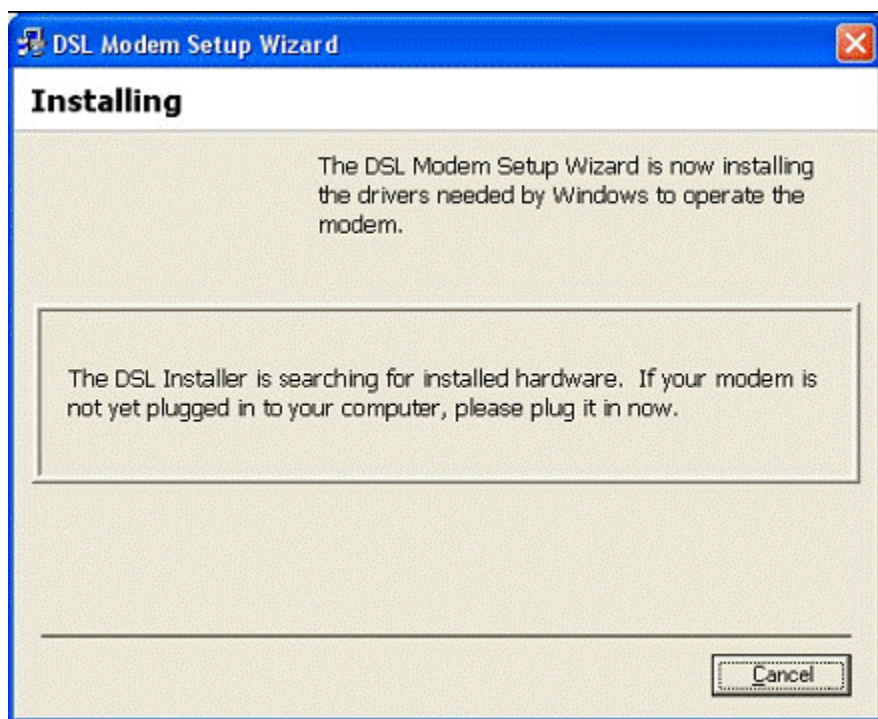 DSL Modem Setup Wizard
Installing
The DSL Modem Setup Wizard is now installing
the drivers needed by Windows to operate the
modem.
The DSL Installer is searching for installed hardware.  If your modem is
not yet plugged in to your computer, please plug it in now.
Cancel